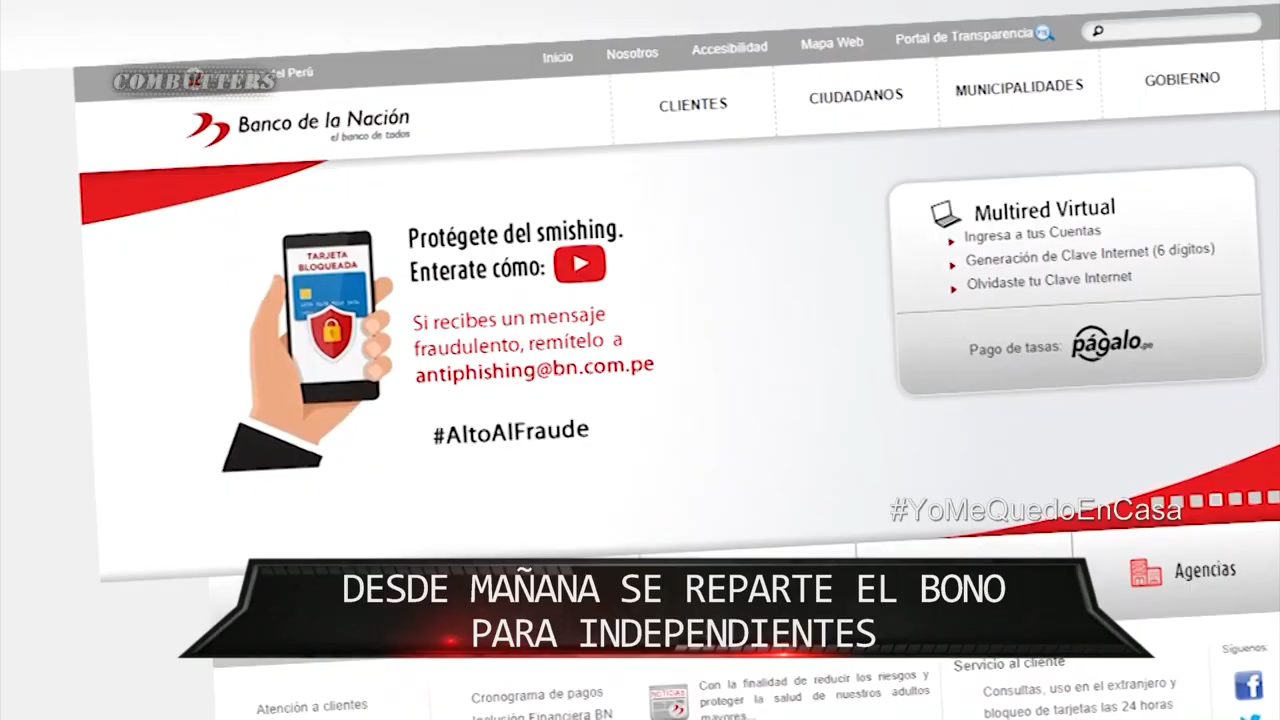 COMBUTTERS
del Perú
Inicio
Nosotros
Accesibilidad
Mapa Web
Portal de Transparencia
Banco de la Nación
el banco de todos
CLIENTES
CIUDADANOS
MUNICIPALIDADES
GOBIERNO
TARJETA
BLOQUEADA
Protégete del smishing.
Enterate cómo:
Si recibes un mensaje
fraudulento, remítelo a
antiphishing@bn.com.pe
#AltoAlFraude
Multired Virtual
Ingresa a tus Cuentas
Generación de Clave Internet (6 dígitos)
Olvidaste tu Clave Internet
Pago de tasas: págalo.pe
#YoMeQuedoEnCasa
Agencias
DESDE MAÑANA SE REPARTE EL BONO
PARA INDEPENDIENTES
Atención a clientes
Cronograma de pagos
Inclusión Financiera BN
NOTICIAS
Con la finalidad de reducir los riesgos y
proteger la salud de nuestros adultos
mayores...
Servicio al cliente
Consultas, uso en el extranjero y
bloqueo de tarjetas las 24 horas
Síguenos: